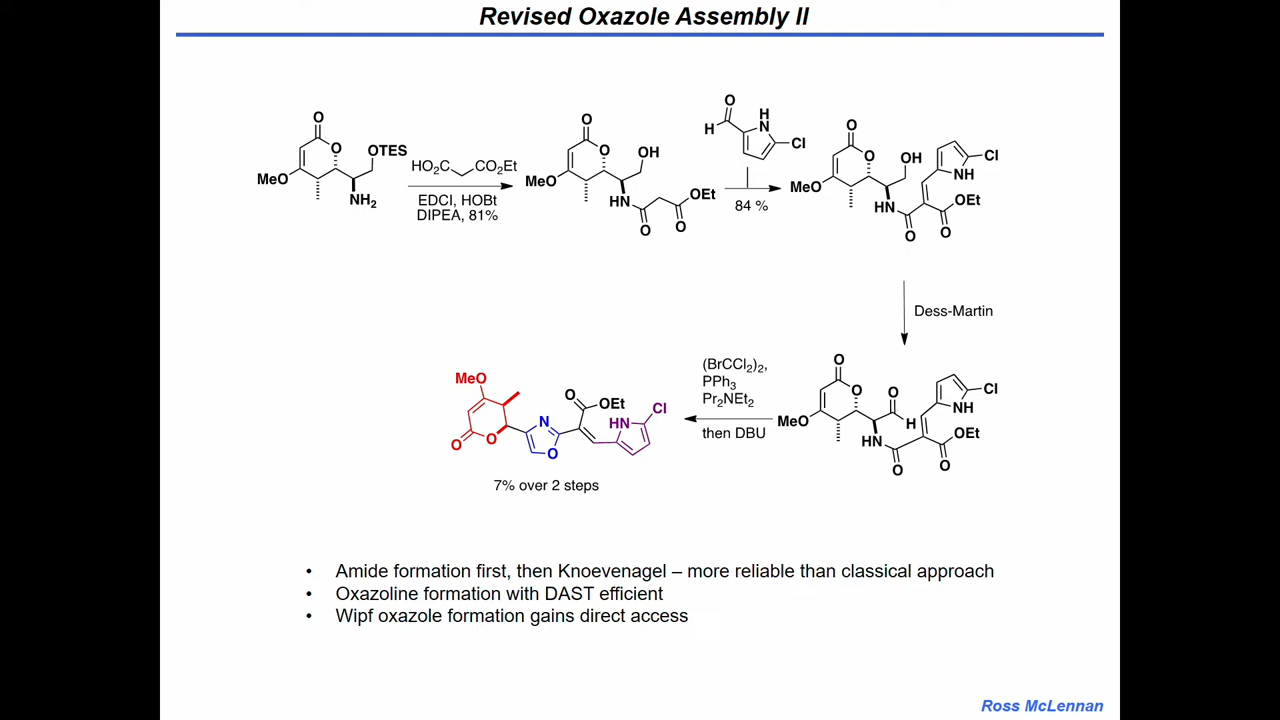 Revised Oxazole Assembly II
O
O
OTES
MeO
NH2
HO2C CO2Et
EDCI, HOBt
DIPEA, 81%
O
O
OH
MeO
HN
OEt
O
O
O
H
H
N
Cl
84 %
O
O
OH
MeO
HN
O
O
OEt
NH
Cl
Dess-Martin
O
O
O
H
MeO
HN
O
O
OEt
NH
Cl
(BrCCl2)2,
PPh3
Pr2NEt2
then DBU
MeO
O
O
N
O
O
OEt
HN
Cl
7% over 2 steps
• Amide formation first, then Knoevenagel – more reliable than classical approach
• Oxazoline formation with DAST efficient
• Wipf oxazole formation gains direct access
Ross McLennan